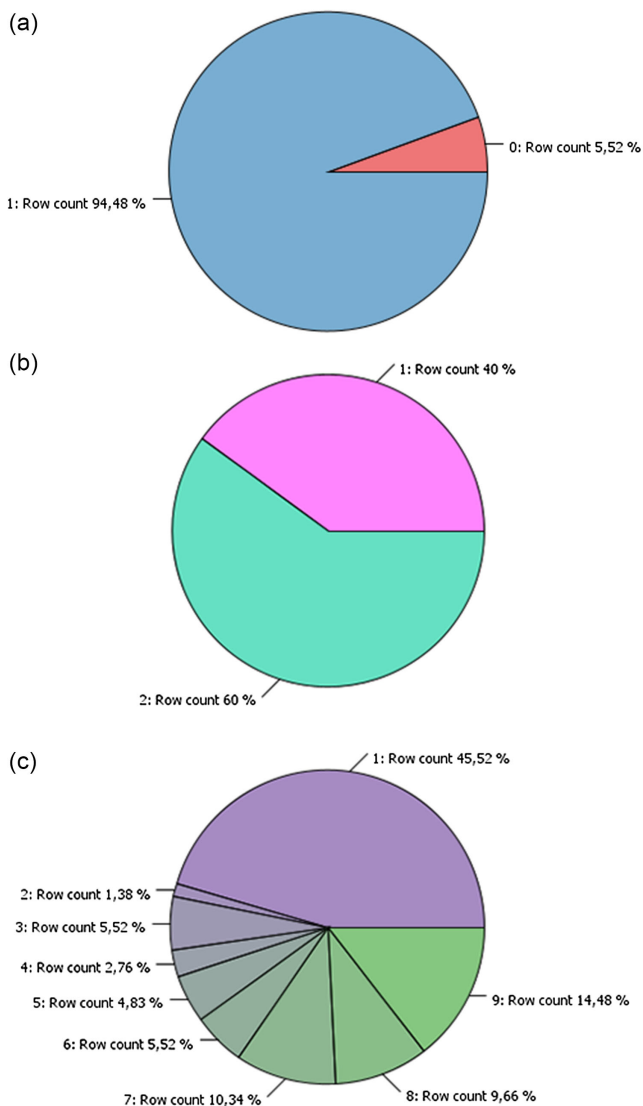 (a)
0: Row count 5,52 %
1: Row count 94,48 %
(b)
1: Row count 40 %
2: Row count 60 %
(c)
1: Row count 45,52 %
2: Row count 1,38 %
3: Row count 5,52 %
4: Row count 2,76 %
5: Row count 4,83 %
6: Row count 5,52 %
7: Row count 10,34 %
8: Row count 9,66 %
9: Row count 14,48 %